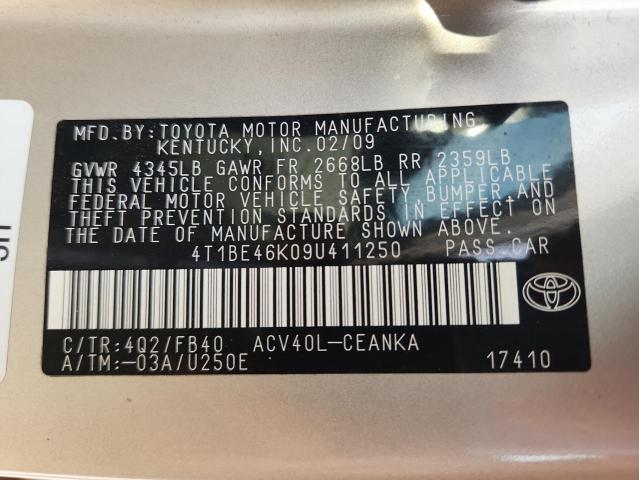 MFD.BY:TOYOTA MOTOR MANUFACTURING
KENTUCKY,INC.02/09
GVWR 4345LB GAWR FR 2668LB RR 2359LB
THIS VEHICLE CONFORMS TO ALL APPLICABLE
FEDERAL MOTOR VEHICLE SAFETY,BUMPER,AND
THEFT PREVENTION STANDARDS IN EFFECT ON
THE DATE OF MANUFACTURE SHOWN ABOVE.
4T1BE46K09U411250 PASS.CAR
C/TR:4Q2/FB40 ACV40L-CEANKA
A/TM:-03A/U250E 17410